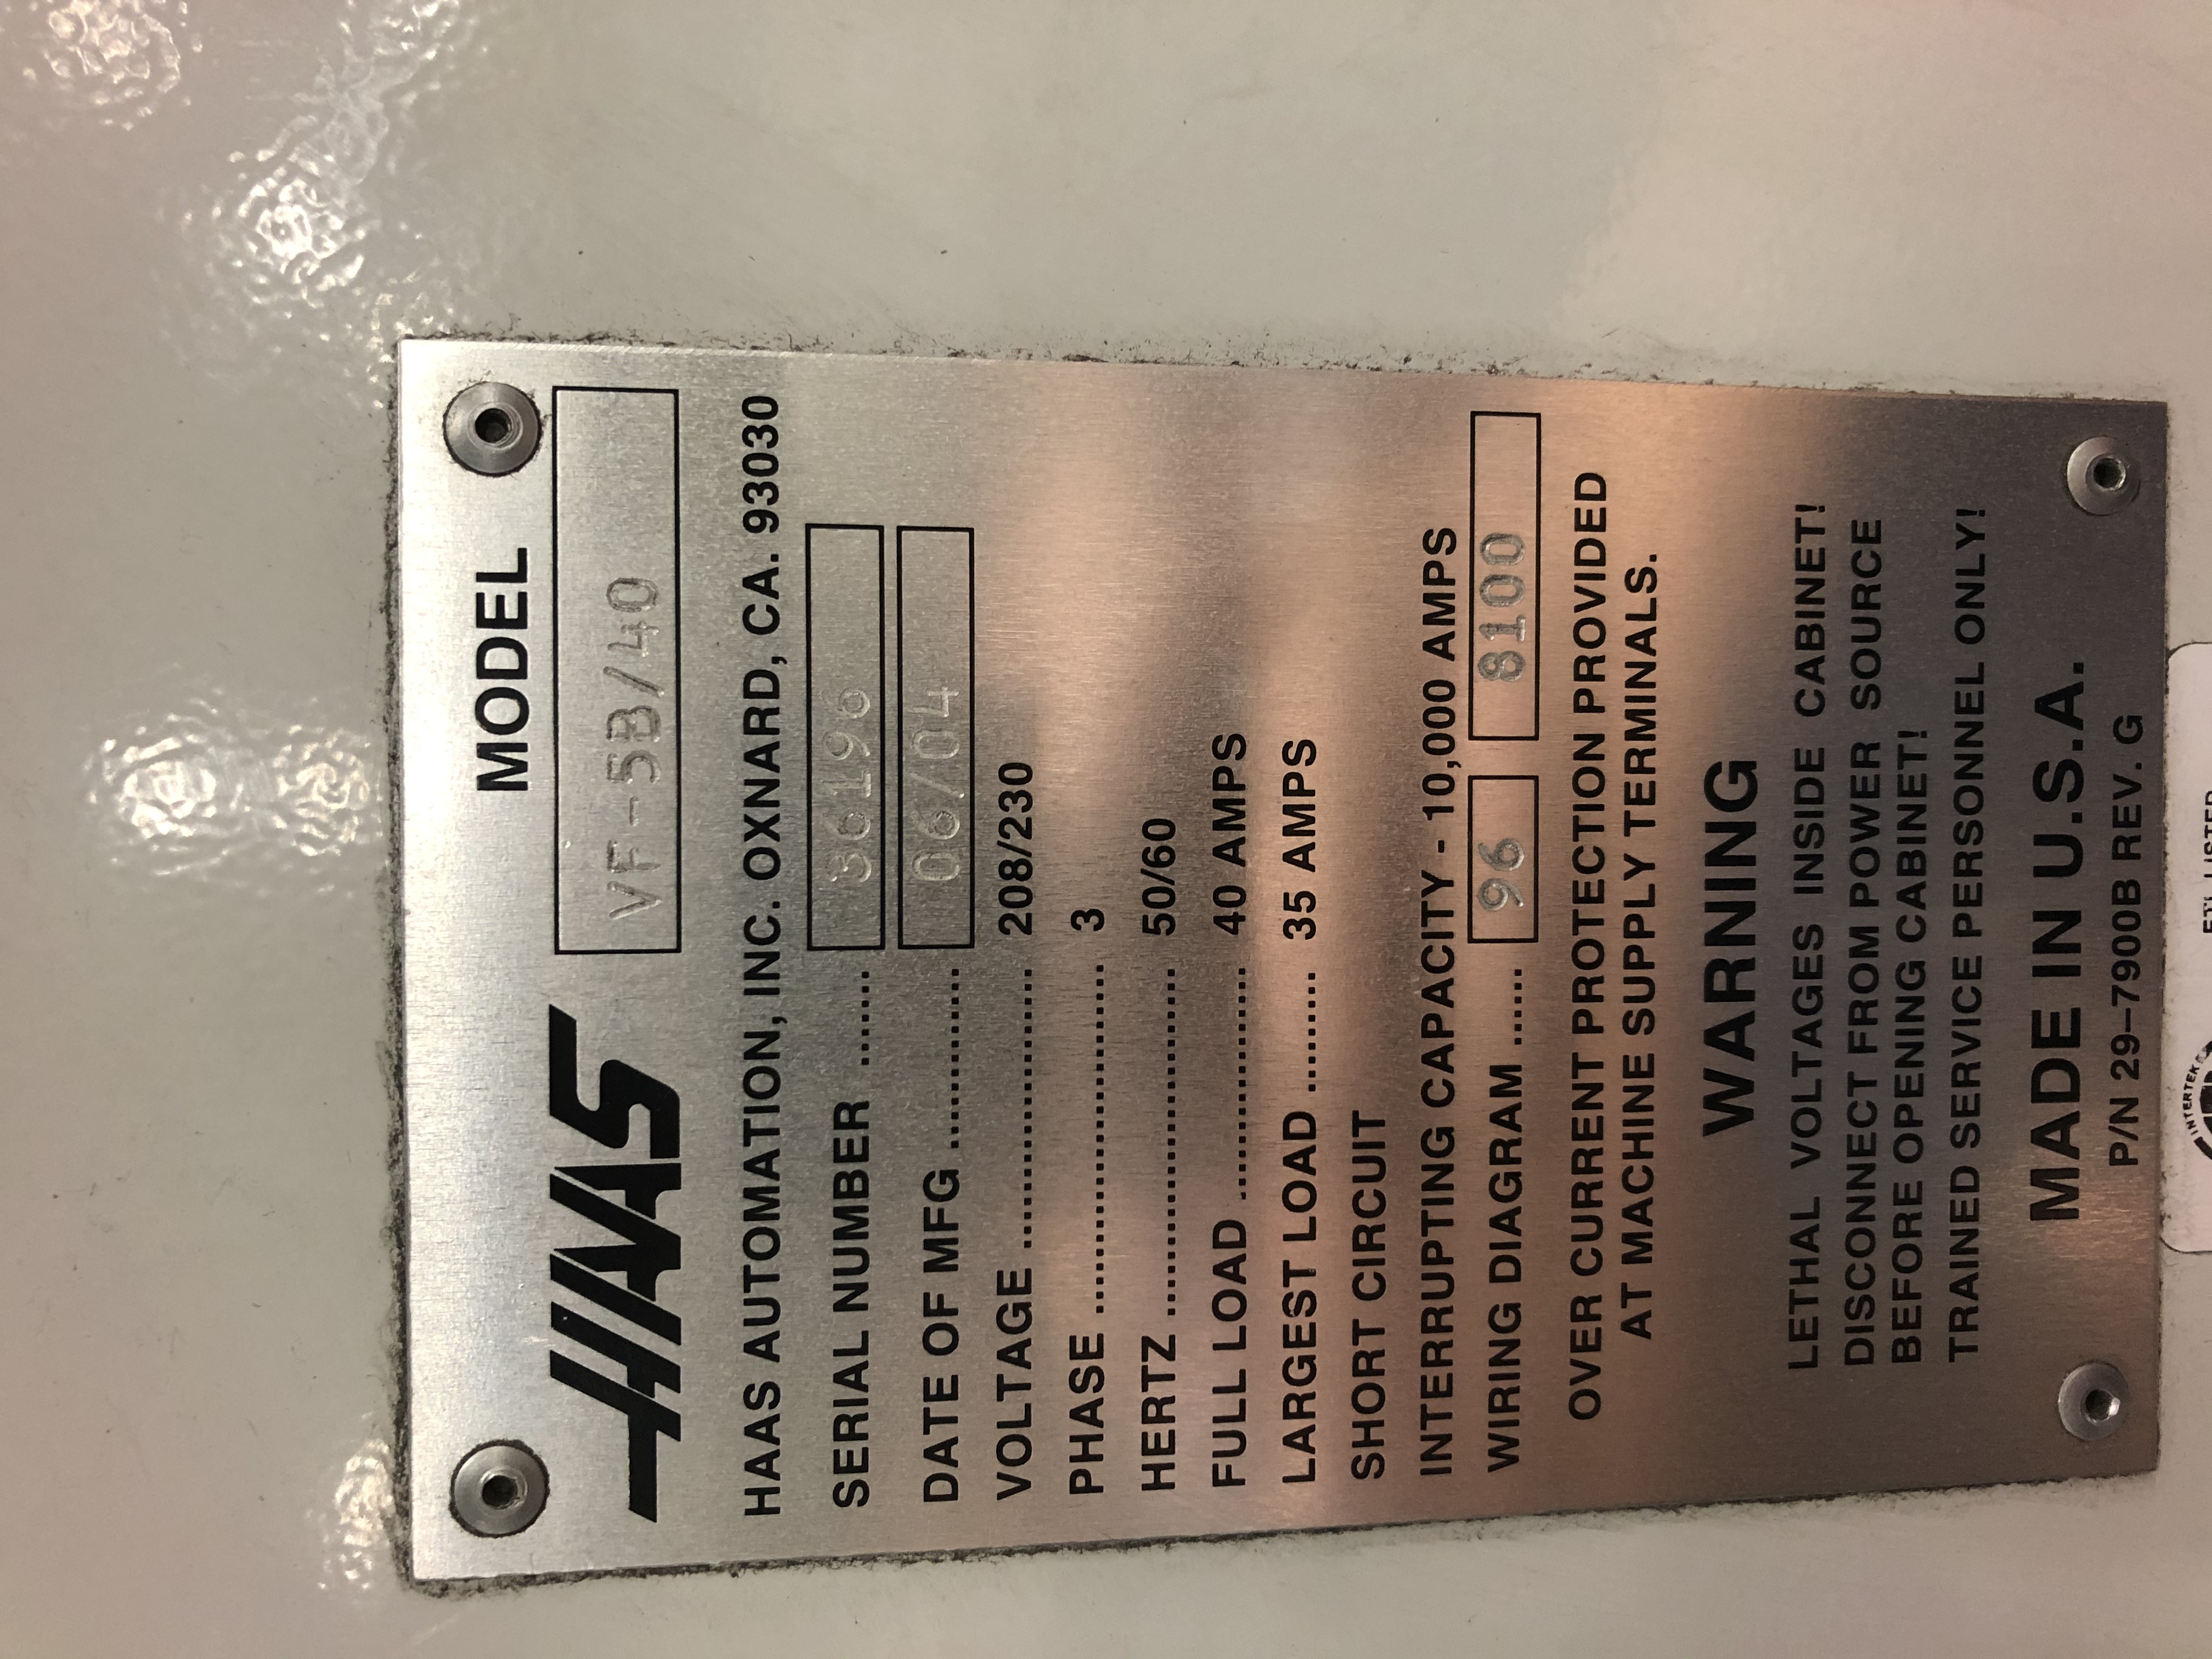 HAAS MODEL
VF-5B/40
HAAS AUTOMATION, INC. OXNARD, CA. 93030
SERIAL NUMBER ....... 36196
DATE OF MFG ............. 06/04
VOLTAGE .................... 208/230
PHASE ......................... 3
HERTZ ......................... 50/60
FULL LOAD ................. 40 AMPS
LARGEST LOAD ......... 35 AMPS
SHORT CIRCUIT
INTERRUPTING CAPACITY - 10,000 AMPS
WIRING DIAGRAM ...... 96 8100
OVER CURRENT PROTECTION PROVIDED
AT MACHINE SUPPLY TERMINALS.
WARNING
LETHAL VOLTAGES INSIDE CABINET!
DISCONNECT FROM POWER SOURCE
BEFORE OPENING CABINET!
TRAINED SERVICE PERSONNEL ONLY!
MADE IN U.S.A.
P/N 29-7900B REV. G
INTERTEK